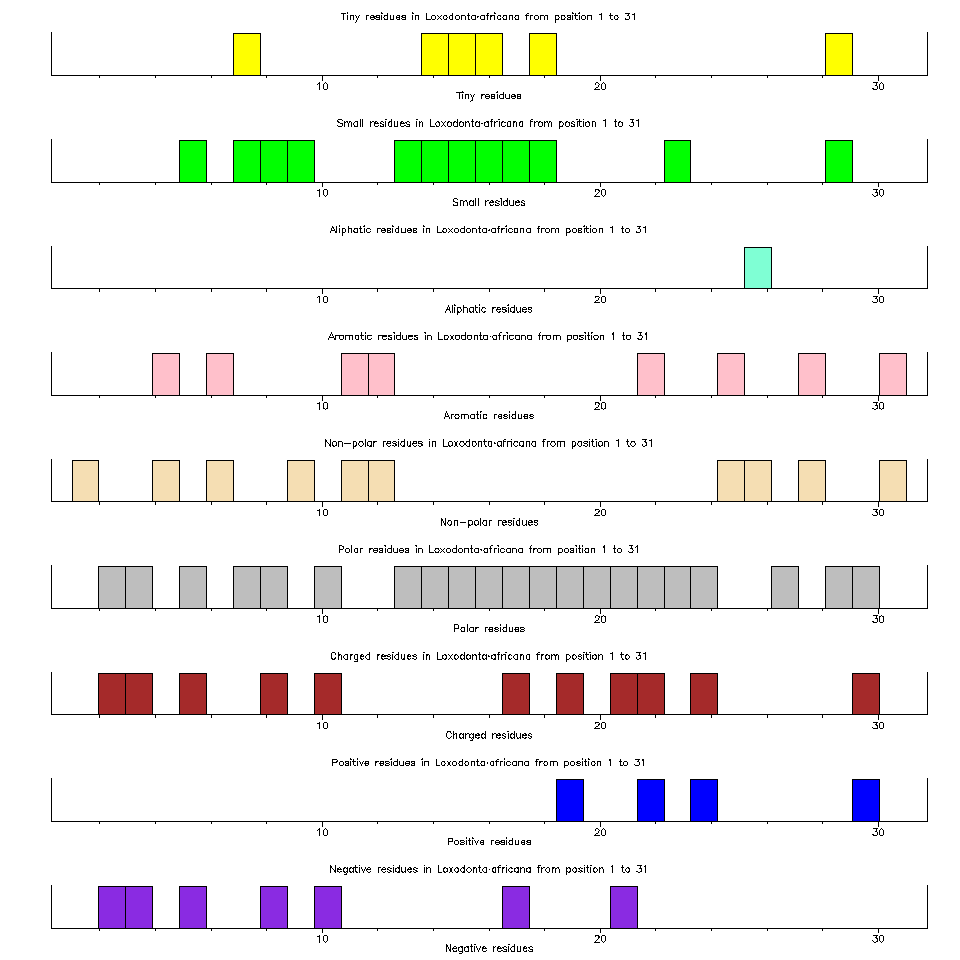 Tiny residues in Loxodonta-africana from position 1 to 31
10 20 30
Tiny residues
Small residues in Loxodonta-africana from position 1 to 31
10 20 30
Small residues
Aliphatic residues in Loxodonta-africana from position 1 to 31
10 20 30
Aliphatic residues
Aromatic residues in Loxodonta-africana from position 1 to 31
10 20 30
Aromatic residues
Non-polar residues in Loxodonta-africana from position 1 to 31
10 20 30
Non-polar residues
Polar residues in Loxodonta-africana from position 1 to 31
10 20 30
Polar residues
Charged residues in Loxodonta-africana from position 1 to 31
10 20 30
Charged residues
Positive residues in Loxodonta-africana from position 1 to 31
10 20 30
Positive residues
Negative residues in Loxodonta-africana from position 1 to 31
10 20 30
Negative residues